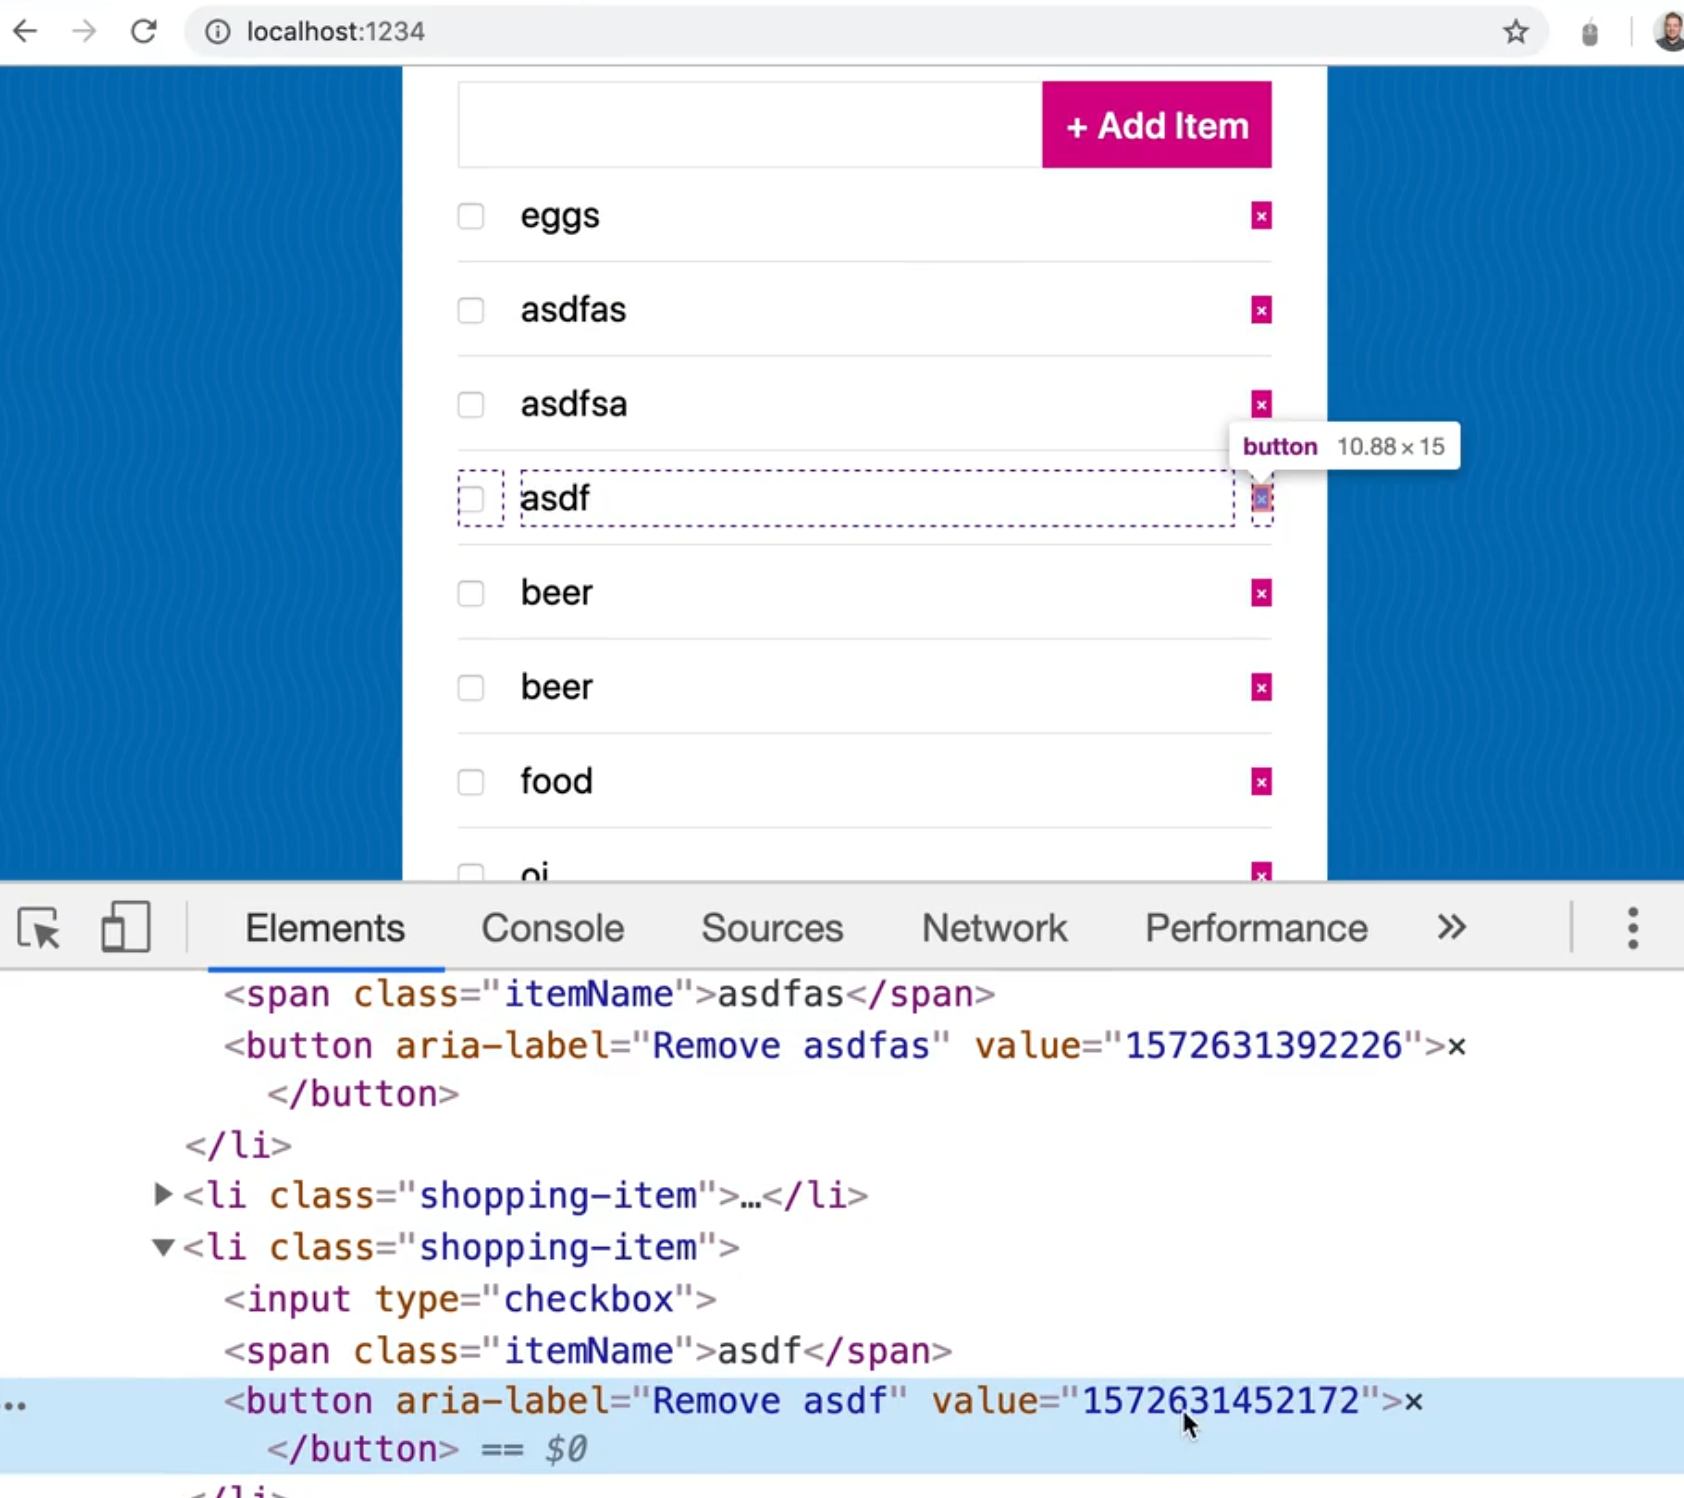 localhost:1234
+ Add Item
eggs ×
asdfas ×
asdfsa ×
button 10.88 × 15
asdf ×
beer ×
beer ×
food ×
oi ×
Elements Console Sources Network Performance »
<span class="itemName">asdfas</span>
<button aria-label="Remove asdfas" value="1572631392226">×
</button>
</li>
▶<li class="shopping-item">…</li>
▼<li class="shopping-item">
<input type="checkbox">
<span class="itemName">asdf</span>
<button aria-label="Remove asdf" value="1572631452172">×
</button> == $0
</li>